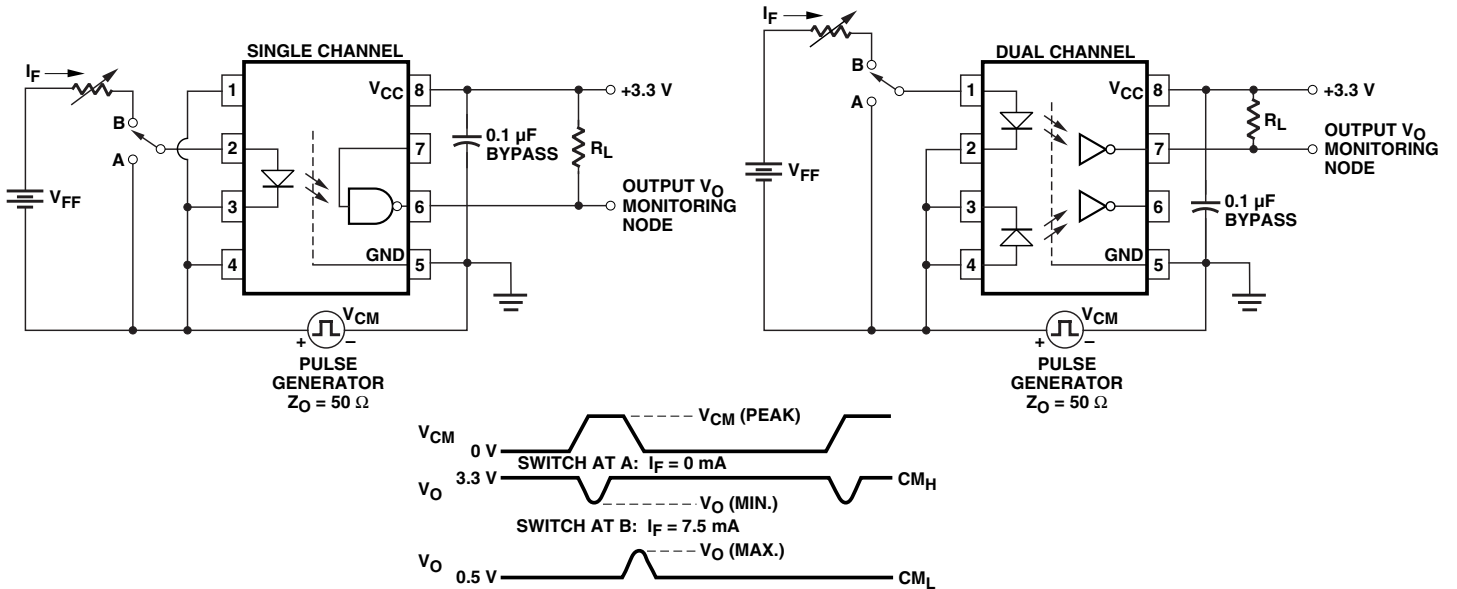 SINGLE CHANNEL
I_F
B
A
V_FF
1
2
3
4
V_CC
8
7
6
GND
5
0.1 µF
BYPASS
R_L
+3.3 V
OUTPUT V_O
MONITORING
NODE
V_CM
+
–
PULSE
GENERATOR
Z_O = 50 Ω
DUAL CHANNEL
I_F
B
A
V_FF
1
2
3
4
V_CC
8
7
6
GND
5
R_L
0.1 µF
BYPASS
+3.3 V
OUTPUT V_O
MONITORING
NODE
V_CM
+
–
PULSE
GENERATOR
Z_O = 50 Ω
V_CM
0 V
V_CM (PEAK)
SWITCH AT A: I_F = 0 mA
V_O
3.3 V
CM_H
V_O (MIN.)
SWITCH AT B: I_F = 7.5 mA
V_O
0.5 V
V_O (MAX.)
CM_L